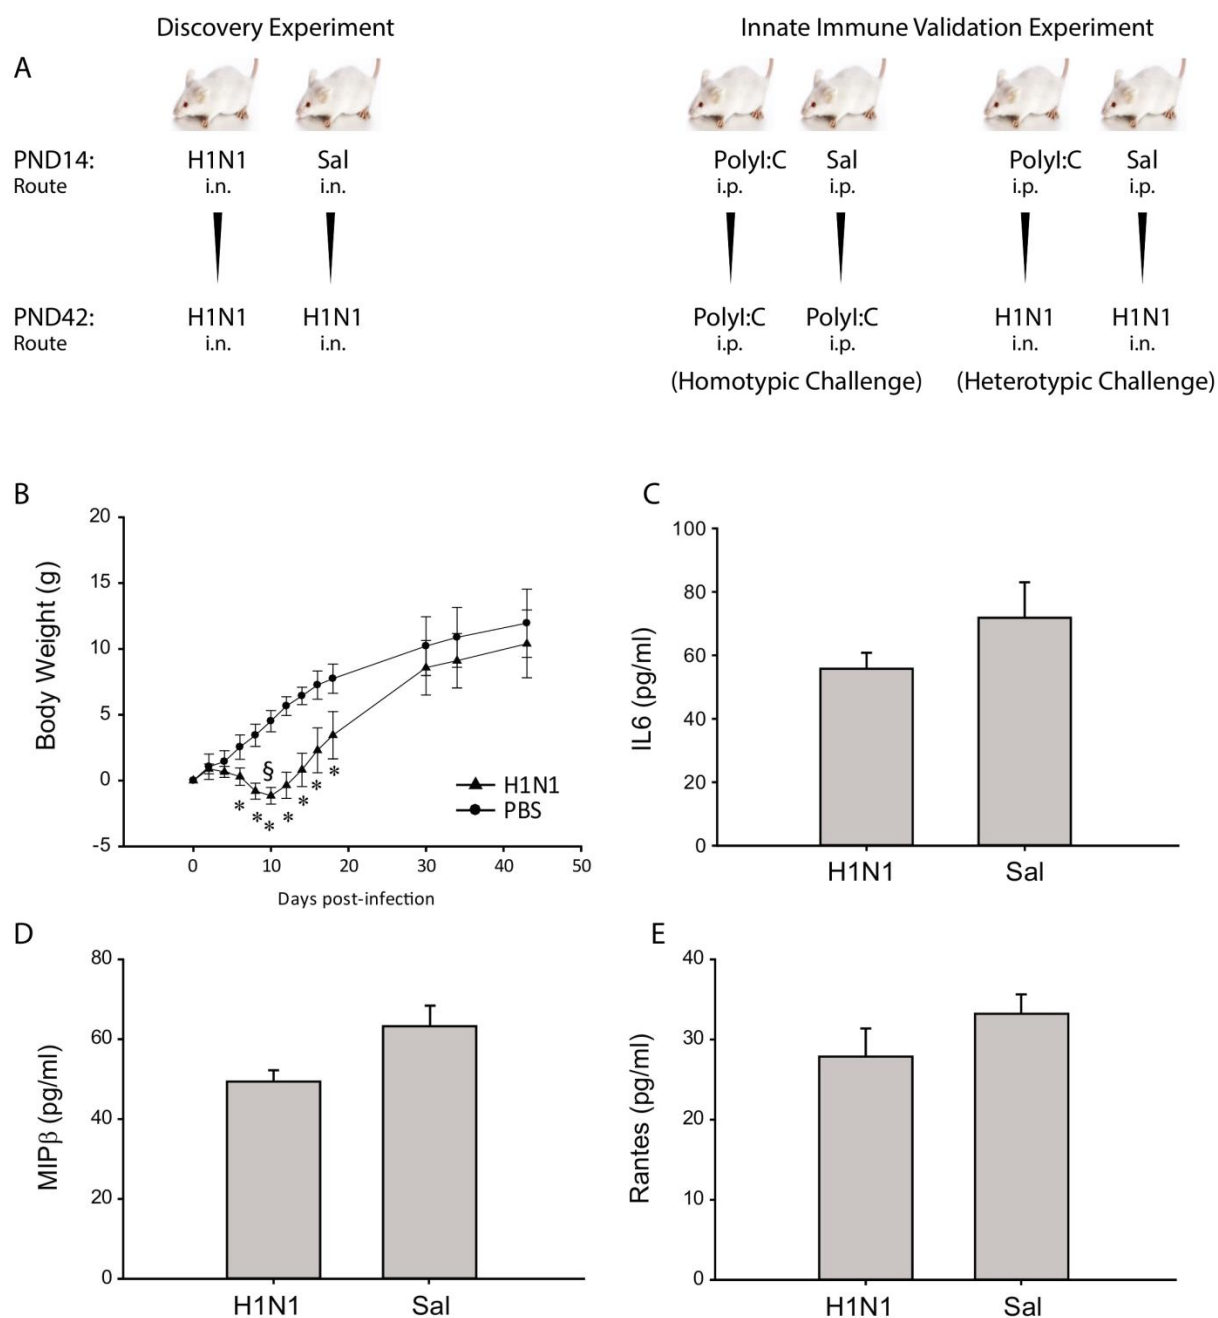 Discovery Experiment
Innate Immune Validation Experiment
A
PND14:
H1N1
Sal
PolyI:C
Sal
PolyI:C
Sal
Route
i.n.
i.n.
i.p.
i.p.
i.p.
i.p.
PND42:
H1N1
H1N1
PolyI:C
PolyI:C
H1N1
H1N1
Route
i.n.
i.n.
i.p.
i.p.
i.n.
i.n.
(Homotypic Challenge)
(Heterotypic Challenge)
B
Body Weight (g)
20
15
10
5
0
-5
§
* * * * * * *
H1N1
PBS
0 10 20 30 40 50
Days post-infection
C
IL6 (pg/ml)
100
80
60
40
20
0
H1N1 Sal
D
MIPβ (pg/ml)
80
60
40
20
0
H1N1 Sal
E
Rantes (pg/ml)
40
30
20
10
0
H1N1 Sal